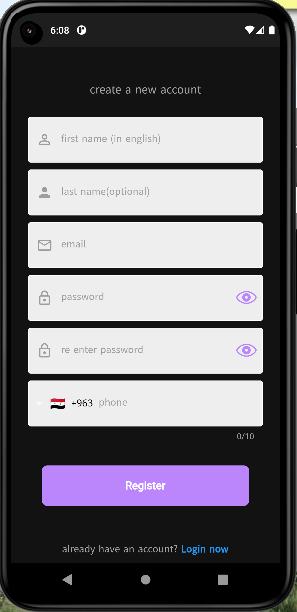 6:08
create a new account
first name (in english)
last name(optional)
email
password
re enter password
+963 phone
0/10
Register
already have an account? Login now